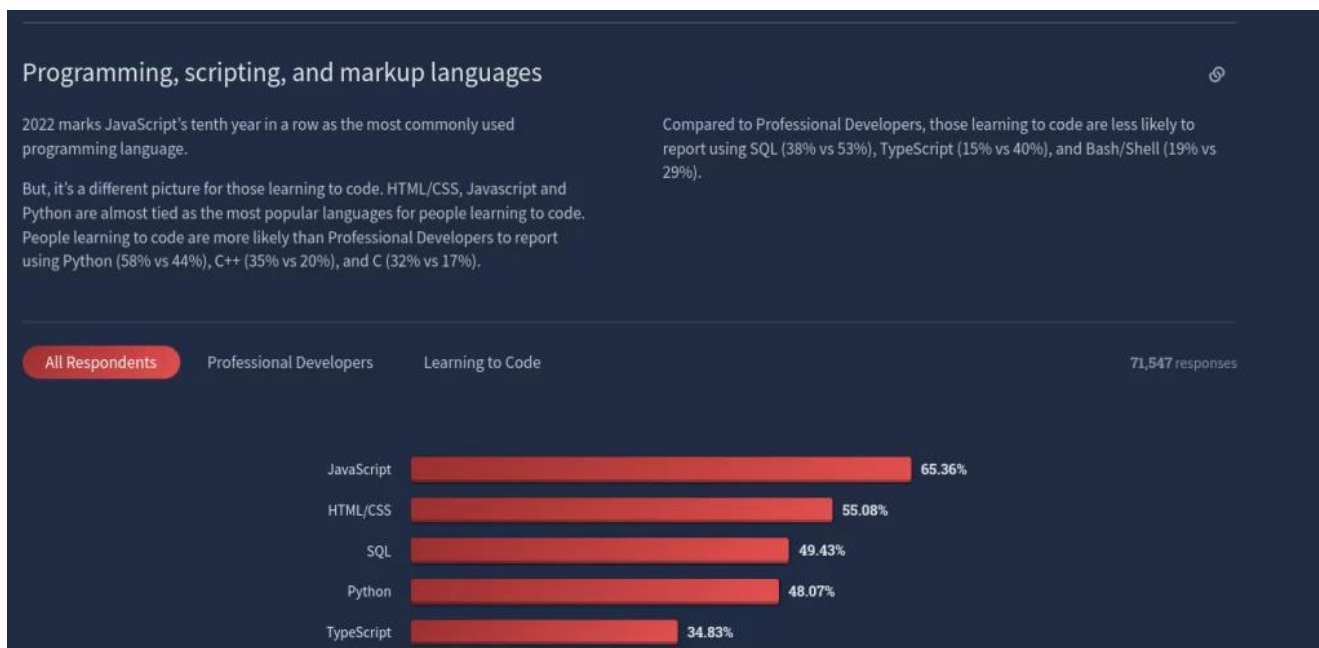 Programming, scripting, and markup languages
2022 marks JavaScript's tenth year in a row as the most commonly used
programming language.
But, it's a different picture for those learning to code. HTML/CSS, Javascript and
Python are almost tied as the most popular languages for people learning to code.
People learning to code are more likely than Professional Developers to report
using Python (58% vs 44%), C++ (35% vs 20%), and C (32% vs 17%).
Compared to Professional Developers, those learning to code are less likely to
report using SQL (38% vs 53%), TypeScript (15% vs 40%), and Bash/Shell (19% vs
29%).
All Respondents Professional Developers Learning to Code 71,547 responses
JavaScript 65.36%
HTML/CSS 55.08%
SQL 49.43%
Python 48.07%
TypeScript 34.83%